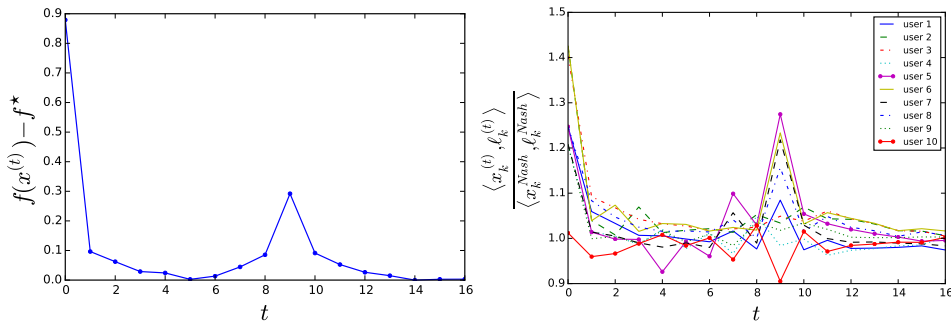 0.9
0.8
0.7
0.6
0.5
0.4
0.3
0.2
0.1
0.0
0 2 4 6 8 10 12 14 16
t
f(x^{(t)}) − f^⋆
1.5
1.4
1.3
1.2
1.1
1.0
0.9
0 2 4 6 8 10 12 14 16
t
⟨x_k^{(t)}, ℓ_k^{(t)}⟩
⟨x_k^{Nash}, ℓ_k^{Nash}⟩
user 1
user 2
user 3
user 4
user 5
user 6
user 7
user 8
user 9
user 10